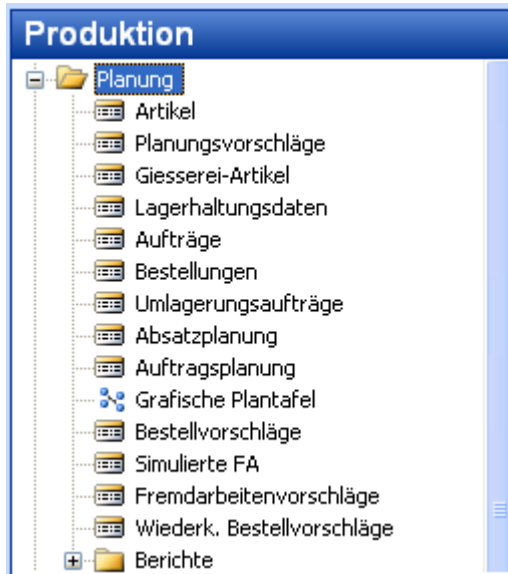 Produktion
Planung
Artikel
Planungsvorschläge
Giesserei-Artikel
Lagerhaltungsdaten
Aufträge
Bestellungen
Umlagerungsaufträge
Absatzplanung
Auftragsplanung
Grafische Plantafel
Bestellvorschläge
Simulierte FA
Fremdarbeitenvorschläge
Wiederk. Bestellvorschläge
Berichte